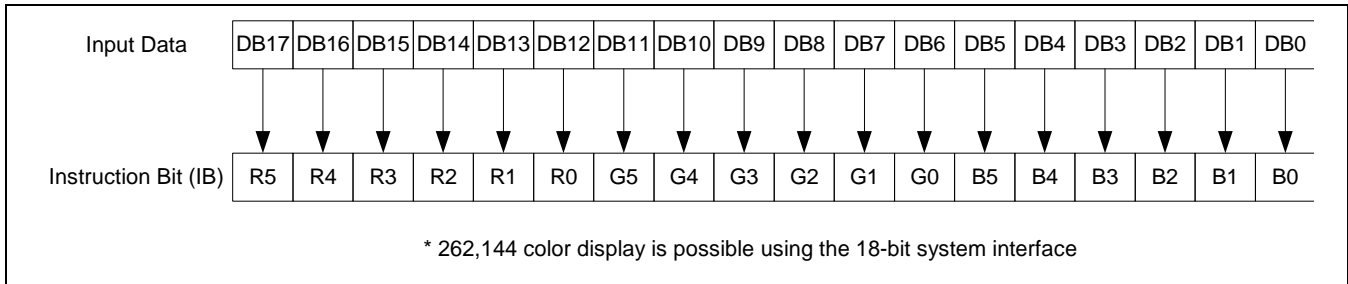 Input Data DB17 DB16 DB15 DB14 DB13 DB12 DB11 DB10 DB9 DB8 DB7 DB6 DB5 DB4 DB3 DB2 DB1 DB0
Instruction Bit (IB) R5 R4 R3 R2 R1 R0 G5 G4 G3 G2 G1 G0 B5 B4 B3 B2 B1 B0
* 262,144 color display is possible using the 18-bit system interface